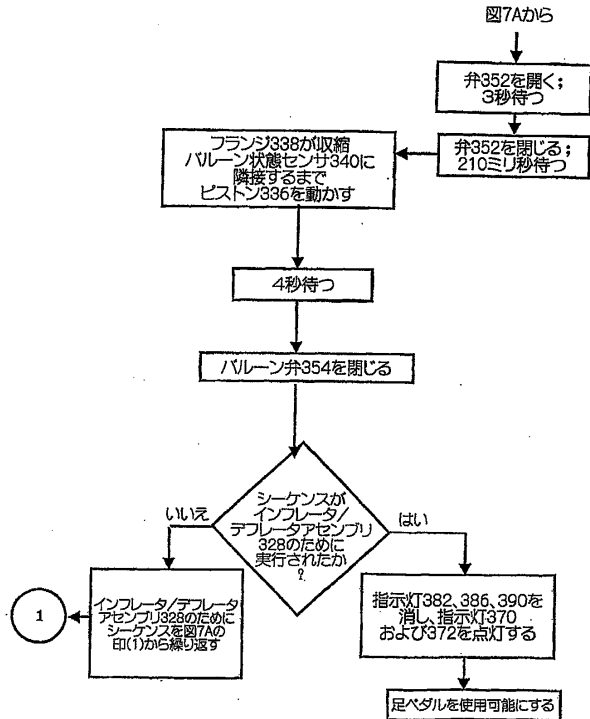 図7Aから
弁352を開く;
3秒待つ
弁352を閉じる;
210ミリ秒待つ
フランジ338が収縮
バルーン状態センサ340に
隣接するまで
ピストン336を動かす
4秒待つ
バルーン弁354を閉じる
シーケンスが
インフレータ/
デフレータアセンブリ
328のために
実行されたか
?
いいえ
はい
インフレータ/デフレータ
アセンブリ328のために
シーケンスを図7Aの
印(1)から繰り返す
1
指示灯382、386、390を
消し、指示灯370
および372を点灯する
足ペダルを使用可能にする